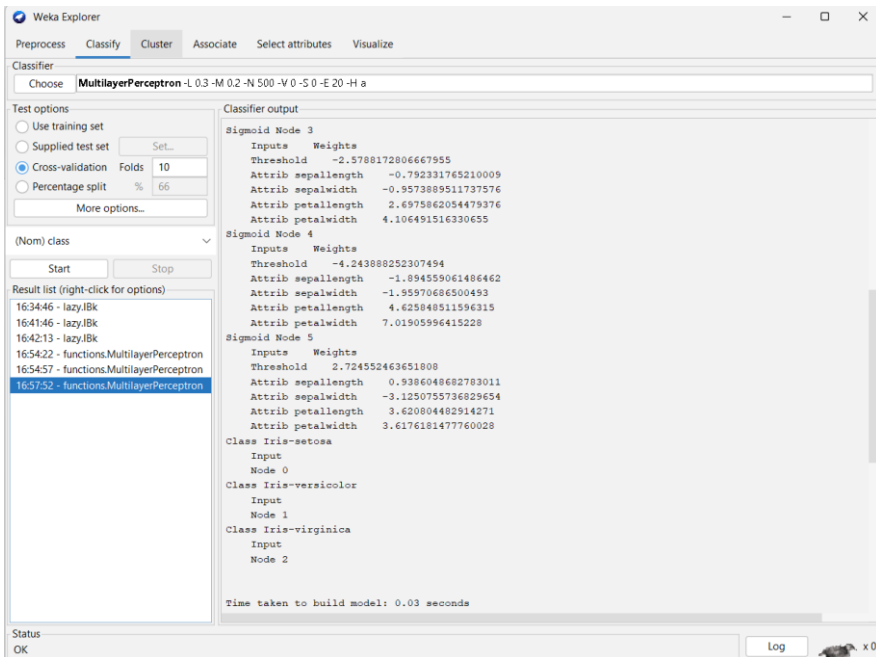 Weka Explorer
Preprocess Classify Cluster Associate Select attributes Visualize
Classifier
Choose MultilayerPerceptron -L 0.3 -M 0.2 -N 500 -V 0 -S 0 -E 20 -H a
Test options
Use training set
Supplied test set Set...
Cross-validation Folds 10
Percentage split % 66
More options...
(Nom) class
Start Stop
Result list (right-click for options)
16:34:46 - lazy.IBk
16:41:46 - lazy.IBk
16:42:13 - lazy.IBk
16:54:22 - functions.MultilayerPerceptron
16:54:57 - functions.MultilayerPerceptron
16:57:52 - functions.MultilayerPerceptron
Classifier output
Sigmoid Node 3
Inputs Weights
Threshold -2.5788172806667955
Attrib sepallength -0.792331765210009
Attrib sepalwidth -0.9573889511737576
Attrib petallength 2.6975862054479376
Attrib petalwidth 4.106491516330655
Sigmoid Node 4
Inputs Weights
Threshold -4.243888252307494
Attrib sepallength -1.894559061486462
Attrib sepalwidth -1.95970686500493
Attrib petallength 4.625848511596315
Attrib petalwidth 7.01905996415228
Sigmoid Node 5
Inputs Weights
Threshold 2.724552463651808
Attrib sepallength 0.9386048682783011
Attrib sepalwidth -3.1250755736829654
Attrib petallength 3.620804482914271
Attrib petalwidth 3.6176181477760028
Class Iris-setosa
Input
Node 0
Class Iris-versicolor
Input
Node 1
Class Iris-virginica
Input
Node 2
Time taken to build model: 0.03 seconds
Status
OK
Log x 0